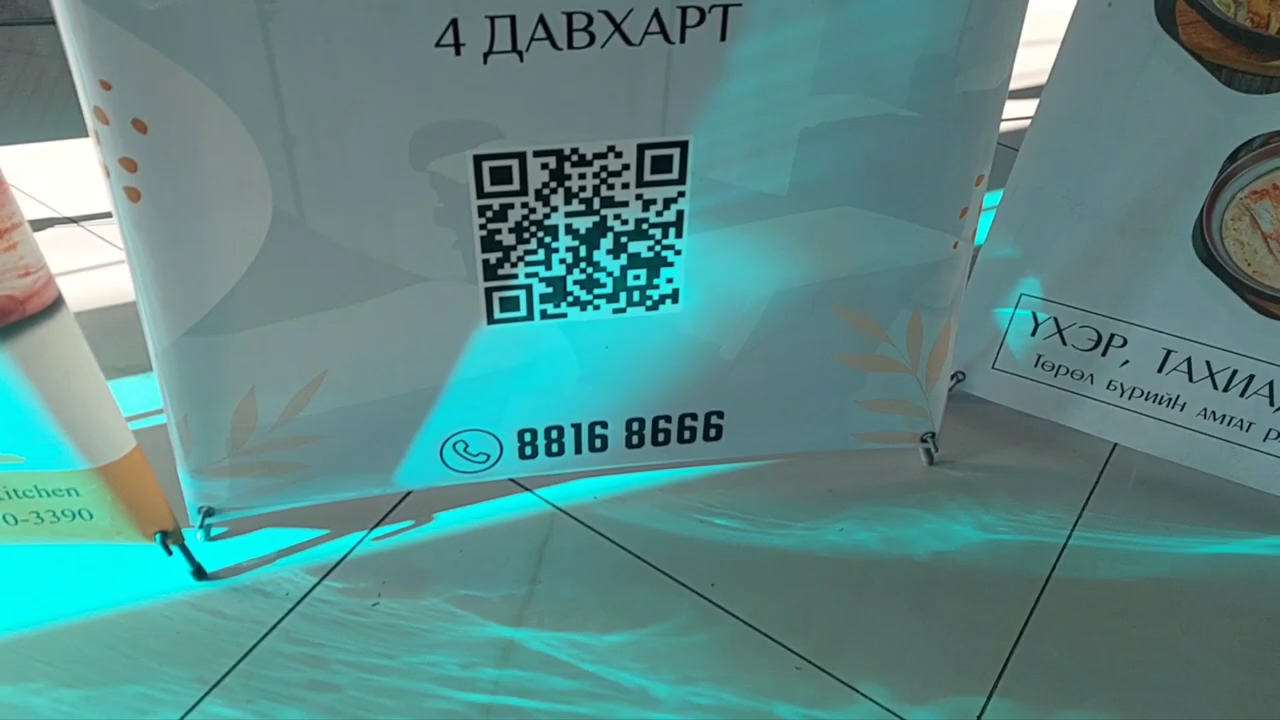 4 ДАВХАРТ
8816 8666
Kitchen
0-3390
ҮХЭР, ТАХИА,
Төрөл бүрийн амтат